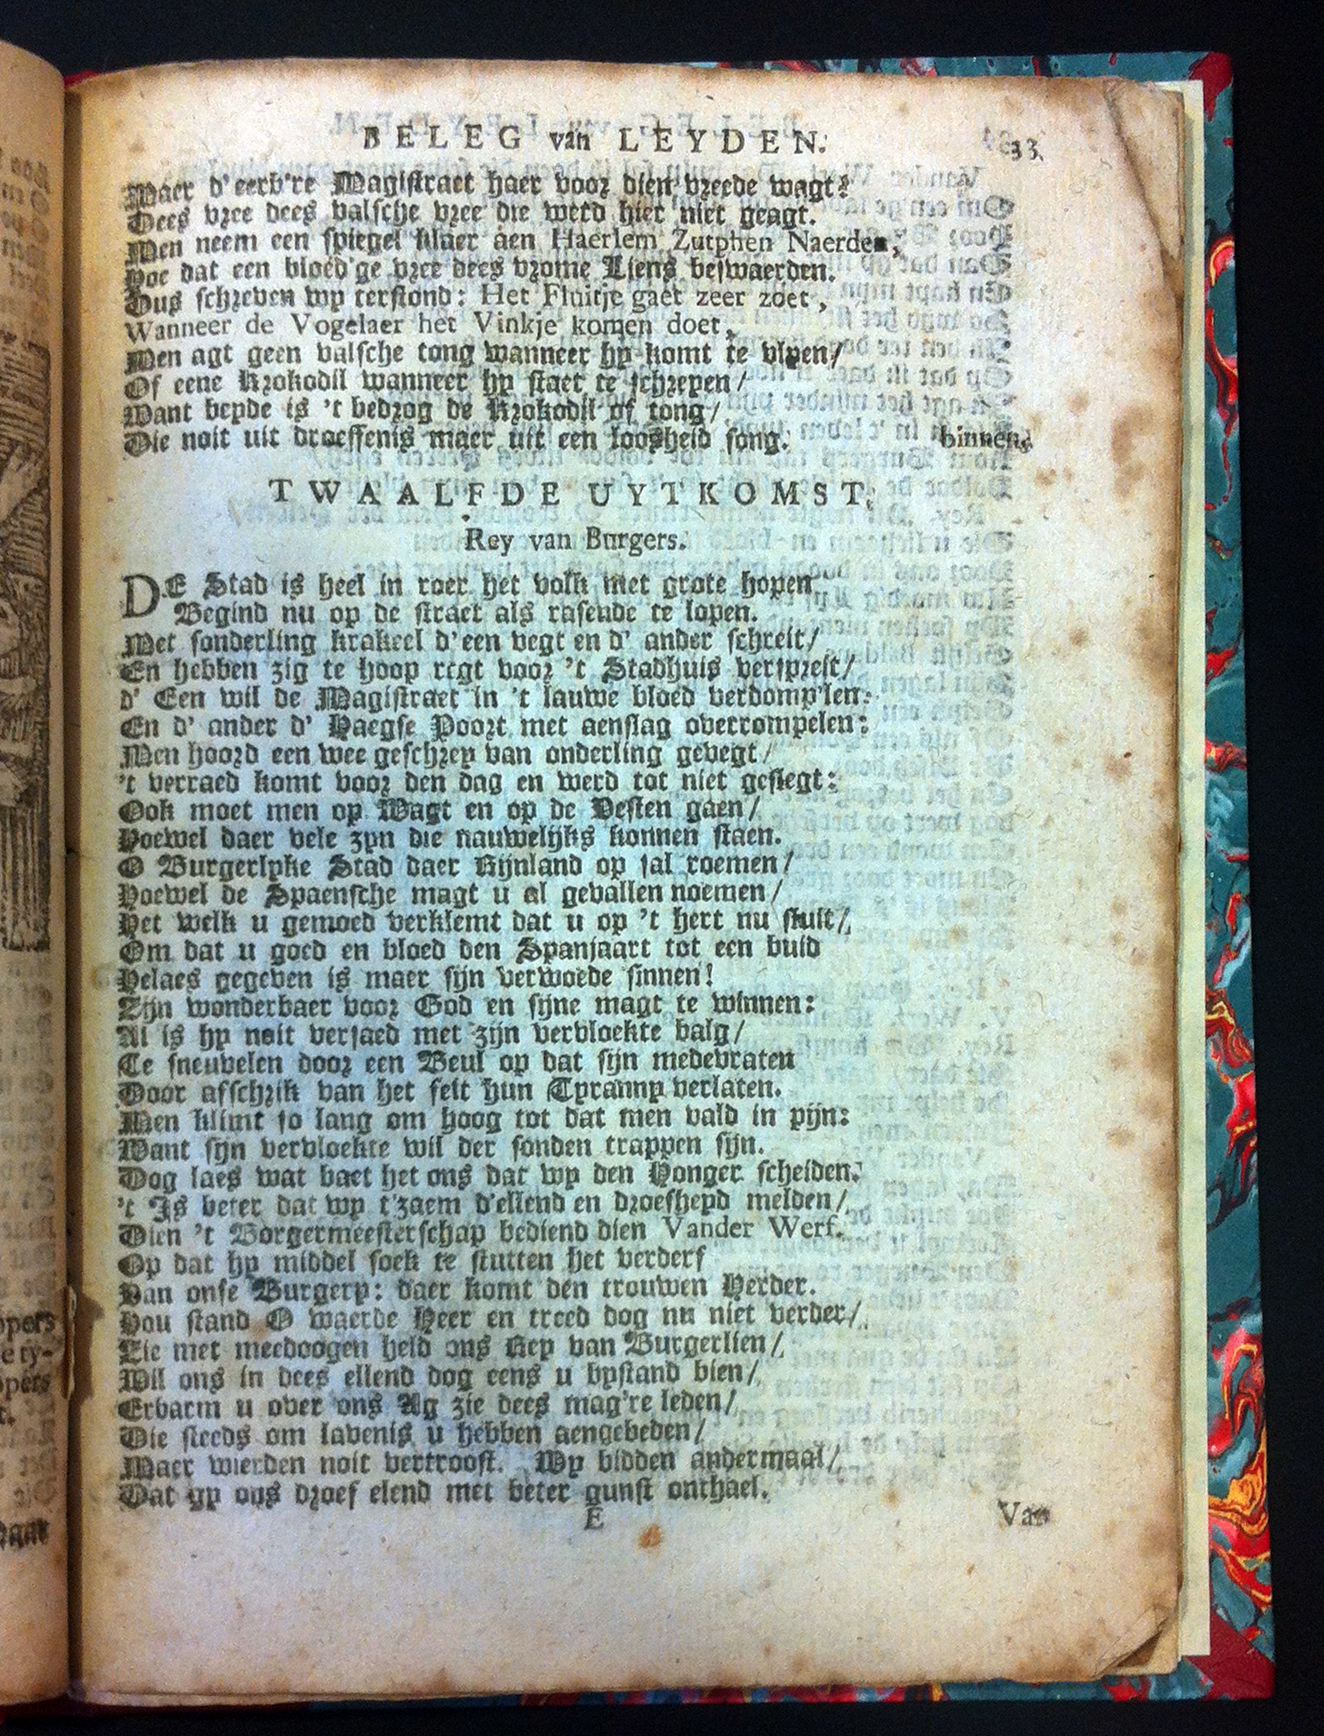 BELEG van LEYDEN. 33.
Maer d'eerb're Magistraet haer voor dien vreede wagt:
Dees vree dees valsche vree die werd hier niet geagt.
Men neem een spiegel klaer aen Haerlem Zutphen Naerden,
Hoe dat een bloed'ge vree dees vrome Liens beswaerden.
Dus schreven wy terstond: Het Fluitje gaet zeer zoet,
Wanneer de Vogelaer het Vinkje komen doet,
Men agt geen valsche tong wanneer hy komt te vlyen/
Of eene Krokodil wanneer hy staet te schreyen/
Want beyde is 't bedrog de Krokodil of tong/
Die noit uit droeffenis maer uit een loosheid song. binnen.
TWAALFDE UYTKOMST.
Rey van Burgers.
DE Stad is heel in roer het volk met grote hopen
Begind nu op de straet als rasende te lopen.
Met sonderling krakeel d'een vegt en d' ander schreit/
En hebben zig te hoop regt voor 't Stadhuis verspreit/
d' Een wil de Magistraet in 't lauwe bloed verdomp'len:
En d' ander d' Haegse Poort met aenslag overrompelen:
Men hoord een wee geschrey van onderling gevegt/
't verraed komt voor den dag en werd tot niet geslegt:
Ook moet men op Wagt en op de Vesten gaen/
Hoewel daer vele zyn die nauwelijks konnen staen.
O Burgerlyke Stad daer Rijnland op sal roemen/
Hoewel de Spaensche magt u al gevallen noemen/
Het welk u gemoed verklemt dat u op 't hert nu stuit/
Om dat u goed en bloed den Spanjaart tot een buid
Helaes gegeven is maer sijn verwoede sinnen!
Zijn wonderbaer voor God en sijne magt te winnen:
Al is hy noit versaed met zijn vervloekte balg/
Te sneuvelen door een Beul op dat sijn medevraten
Door afschrik van het feit hun Tyranny verlaten.
Men klimt so lang om hoog tot dat men vald in pijn:
Want sijn vervloekte wil der sonden trappen sijn.
Dog laes wat baet het ons dat wy den Honger scheiden.
't Is beter dat wy t'zaem d'ellend en droefheyd melden/
Dien 't Borgermeesterschap bediend dien Vander Werf.
Op dat hy middel soek te stutten het verderf
Van onse Burgery: daer komt den trouwen Herder.
Hou stand O waerde Heer en treed dog nu niet verder/
Zie met meedoogen held ons Rey van Burgerlien/
Wil ons in dees ellend dog eens u bystand bien/
Erbarm u over ons Ag zie dees mag're leden/
Die steeds om lavenis u hebben aengebeden/
Maer wierden noit vertroost. Wy bidden andermaal/
Dat gy ons droef elend met beter gunst onthael.
E Van